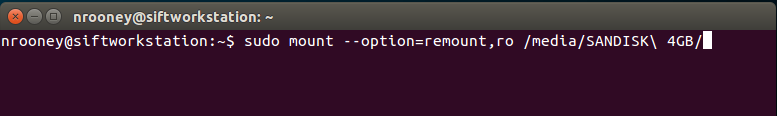 nrooney@siftworkstation: ~
nrooney@siftworkstation:~$ sudo mount --option=remount,ro /media/SANDISK\ 4GB/